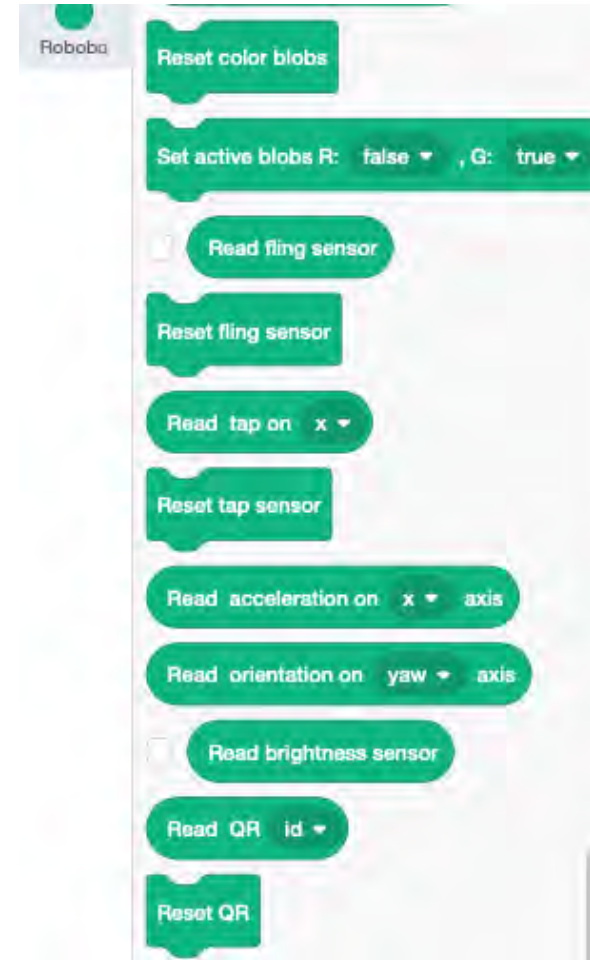 Robobo
Reset color blobs
Set active blobs R: false , G: true
Read fling sensor
Reset fling sensor
Read tap on x
Reset tap sensor
Read acceleration on x axis
Read orientation on yaw axis
Read brightness sensor
Read QR id
Reset QR